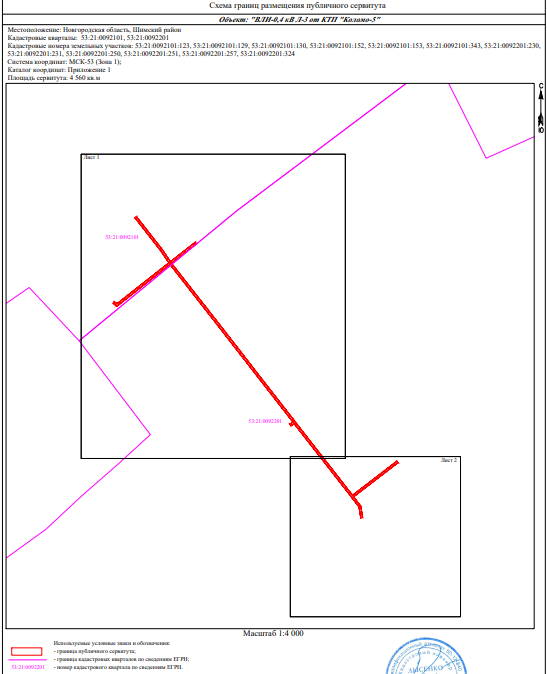 Схема границ размещения публичного сервитута
Объект: "ВЛИ-0,4 кВ Л-3 от КТП "Коломо-5"
Местоположение: Новгородская область, Шимский район
Кадастровые кварталы: 53:21:0092101, 53:21:0092201
Кадастровые номера земельных участков: 53:21:0092101:123, 53:21:0092101:129, 53:21:0092101:130, 53:21:0092101:152, 53:21:0092101:153, 53:21:0092101:343, 53:21:0092201:230,
53:21:0092201:231, 53:21:0092201:250, 53:21:0092201:251, 53:21:0092201:257, 53:21:0092101:324
Система координат: МСК-53 (Зона 1);
Каталог координат: Приложение 1
Площадь сервитута: 4 560 кв.м
С
Ю
Лист 1
53:21:0092101
53:21:0092201
Лист 2
Масштаб 1:4 000
Используемые условные знаки и обозначения:
- граница публичного сервитута;
- граница кадастровых кварталов по сведениям ЕГРН;
53:21:0092201 - номер кадастрового квартала по сведениям ЕГРН